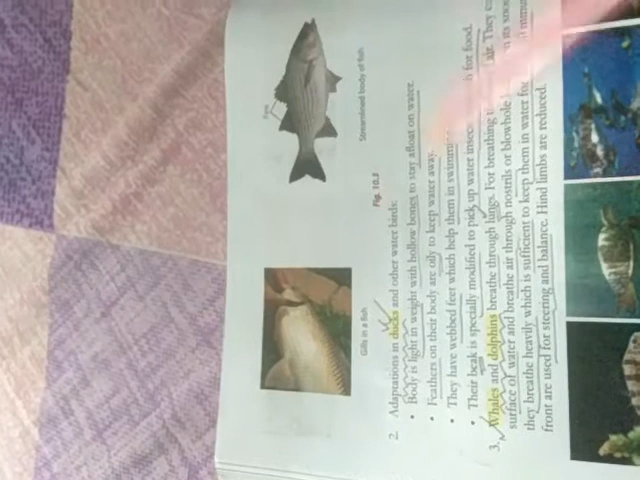 Fins
Gills in a fish
Streamlined body of fish
Fig. 10.3
2. Adaptations in ducks and other water birds:
• Body is light in weight with hollow bones to stay afloat on water.
• Feathers on their body are oily to keep water away.
• They have webbed feet which help them in swimming
• Their beak is specially modified to pick up water insec h for food.
3. Whales and dolphins breathe through lungs. For breathing t air. They
surface of water and breathe air through nostrils or blowhole
they breathe heavily which is sufficient to keep them in water for
front are used for steering and balance. Hind limbs are reduced.